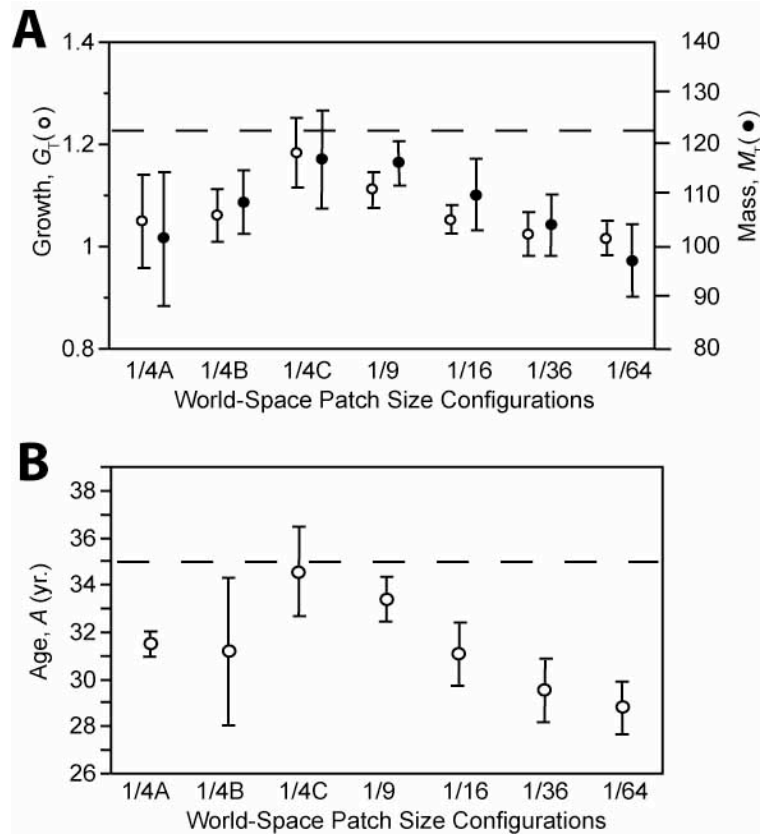 A
1.4
1.2
1
0.8
Growth, G_T(o)
140
130
120
110
100
90
80
Mass, M_T(●)
1/4A 1/4B 1/4C 1/9 1/16 1/36 1/64
World-Space Patch Size Configurations
B
38
36
34
32
30
28
26
Age, A (yr.)
1/4A 1/4B 1/4C 1/9 1/16 1/36 1/64
World-Space Patch Size Configurations